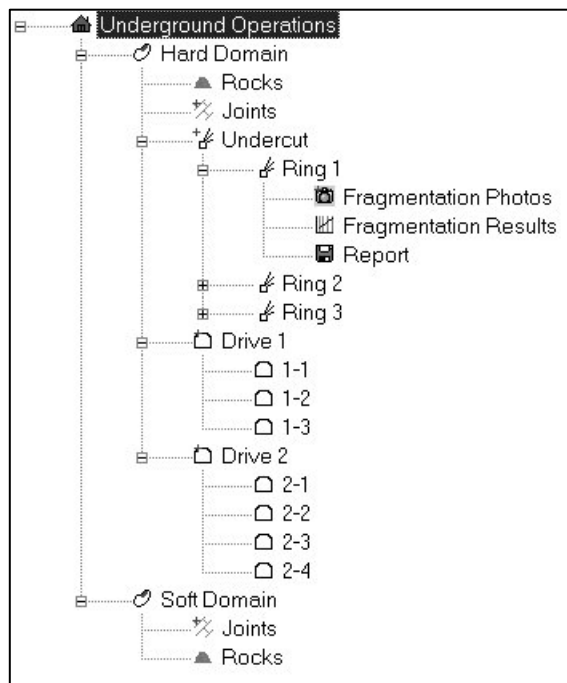 Underground Operations
Hard Domain
Rocks
Joints
Undercut
Ring 1
Fragmentation Photos
Fragmentation Results
Report
Ring 2
Ring 3
Drive 1
1-1
1-2
1-3
Drive 2
2-1
2-2
2-3
2-4
Soft Domain
Joints
Rocks